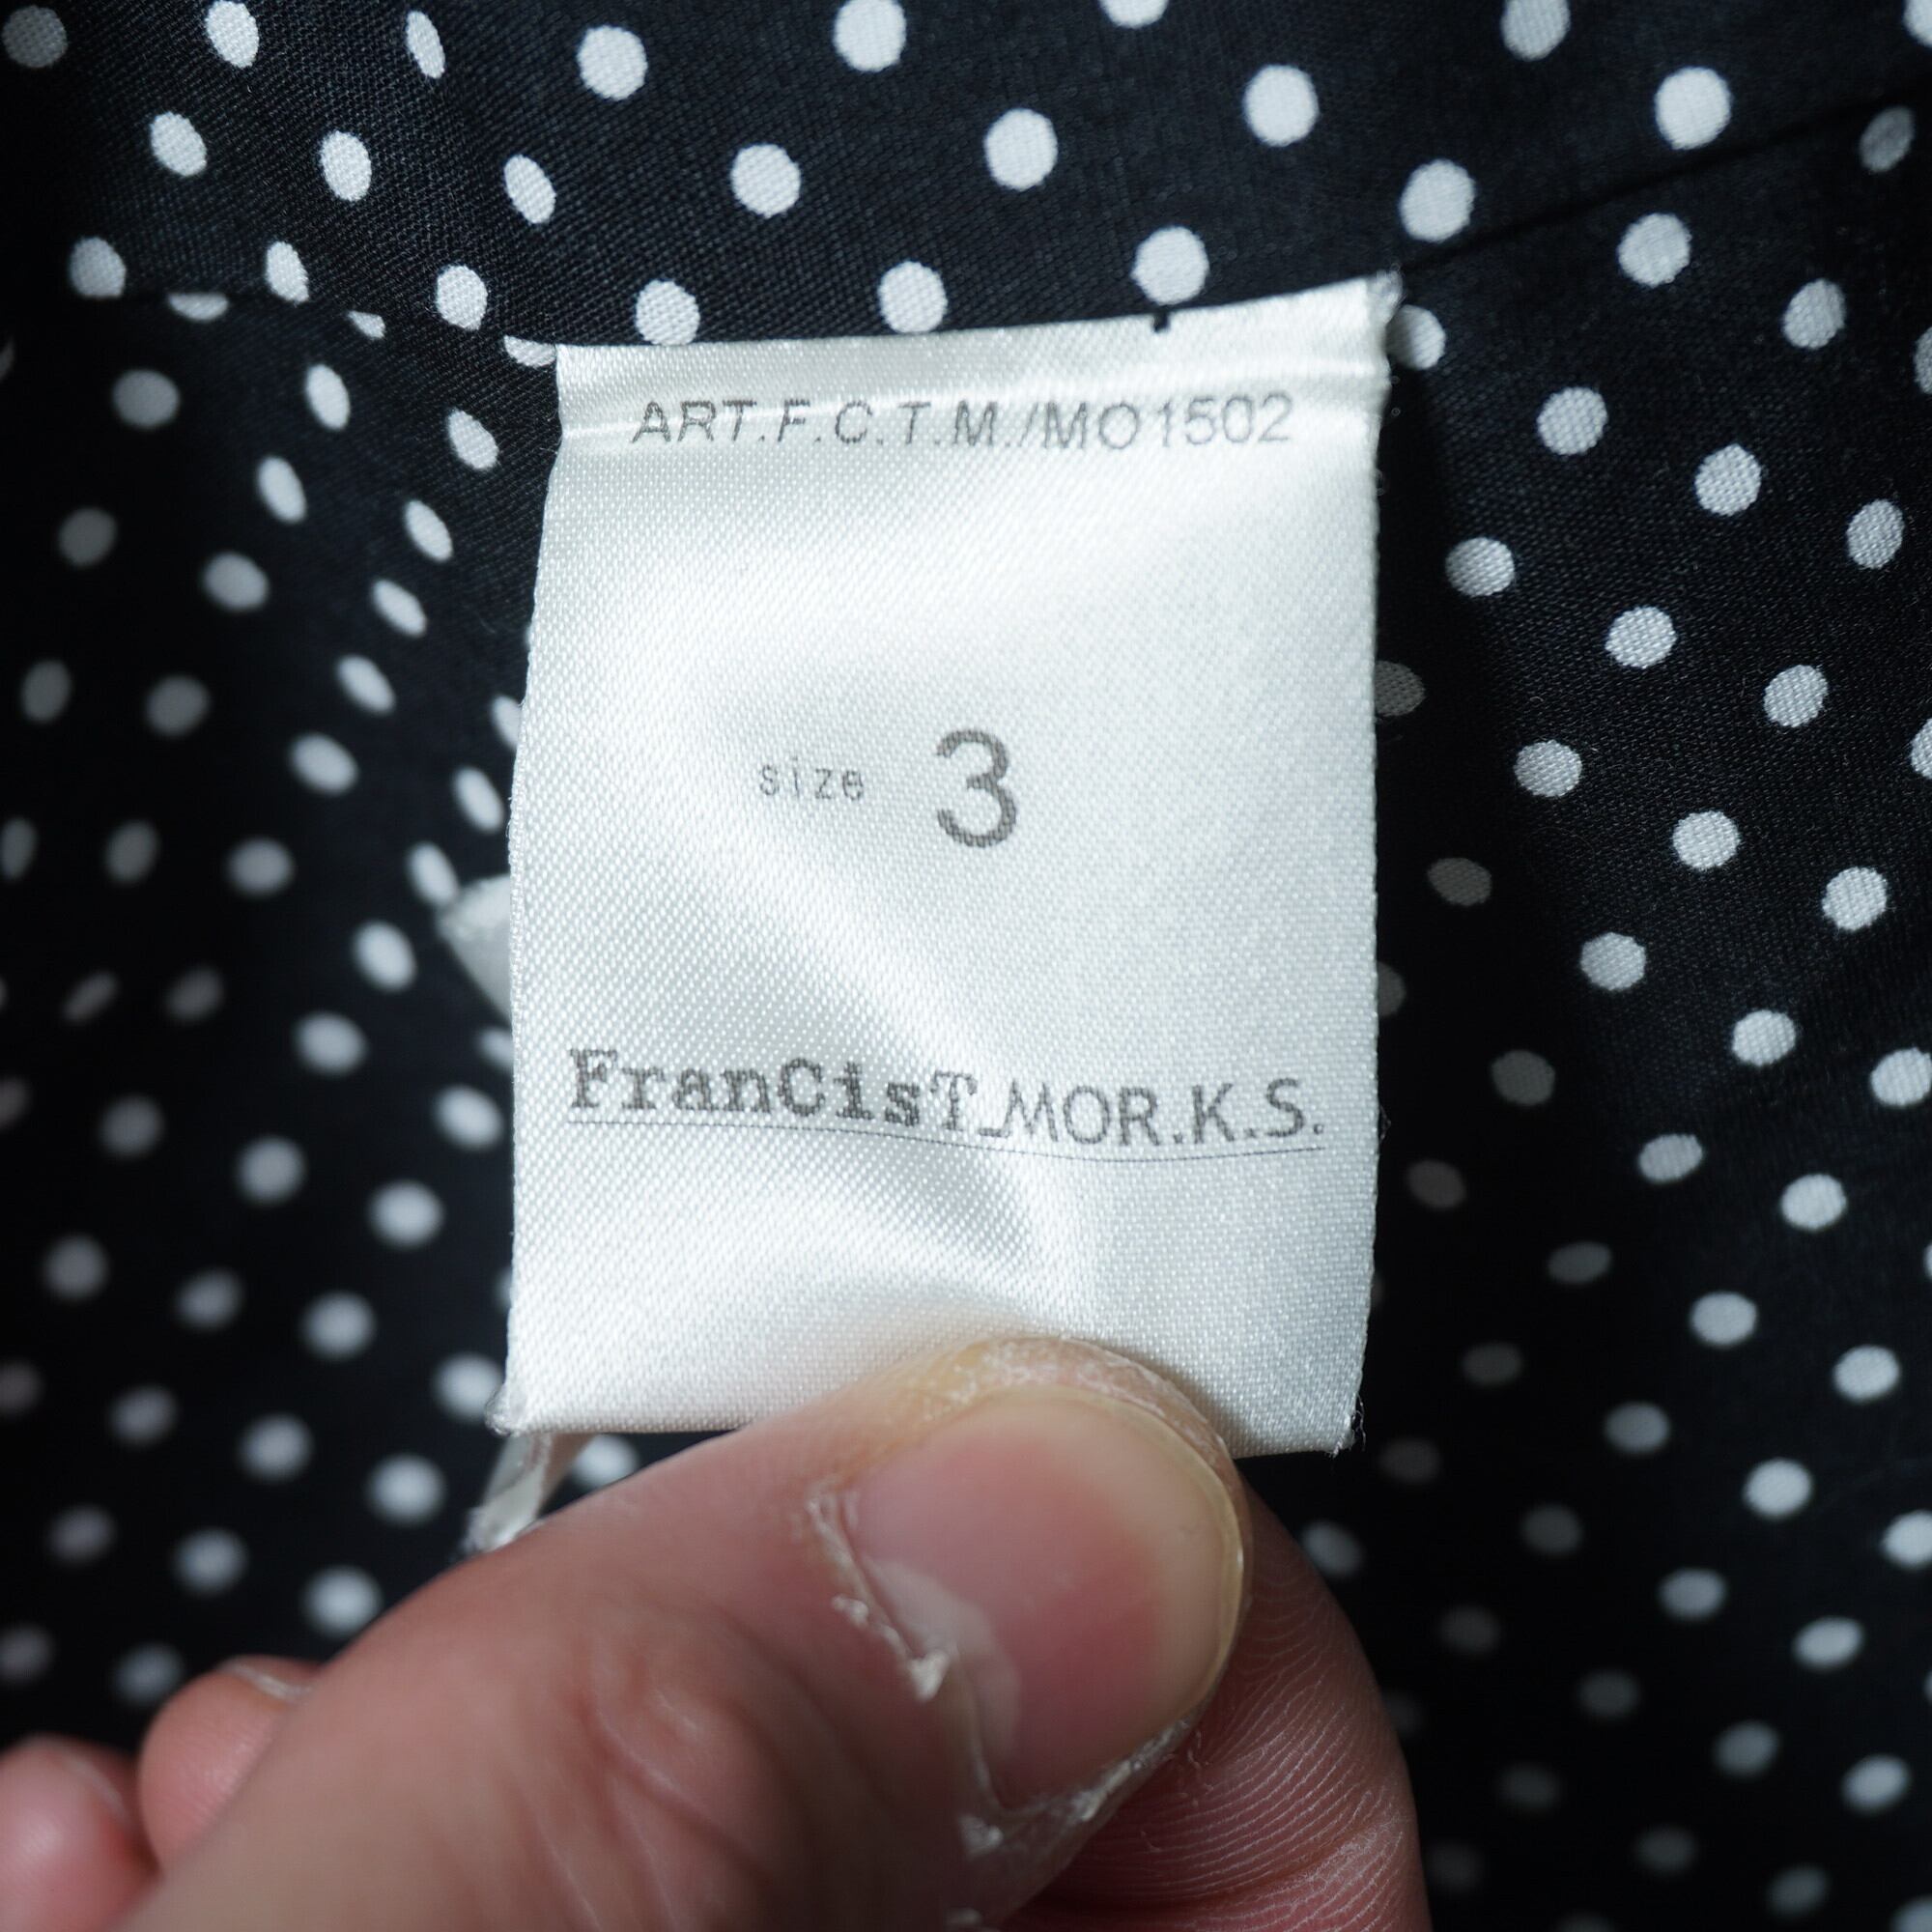 ART.F.C.T.M./MO1502
size 3
FranCisT_MOR.K.S.